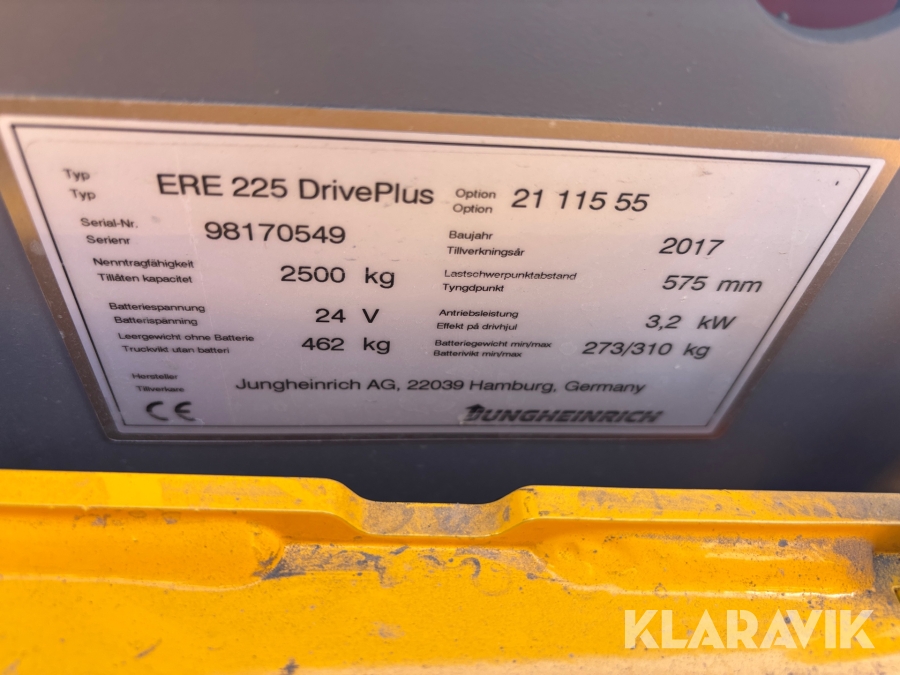 Typ
Typ
ERE 225 DrivePlus
Option
Option
21 115 55
Serial-Nr.
Serienr
98170549
Baujahr
Tillverkningsår
2017
Nenntragfähigkeit
Tillåten kapacitet
2500 kg
Lastschwerpunktabstand
Tyngdpunkt
575 mm
Batteriespannung
Batterispänning
24 V
Antriebsleistung
Effekt på drivhjul
3,2 kW
Leergewicht ohne Batterie
Truckvikt utan batteri
462 kg
Batteriegewicht min/max
Batterivikt min/max
273/310 kg
Hersteller
Tillverkare
Jungheinrich AG, 22039 Hamburg, Germany
CE
JUNGHEINRICH
KLARAVIK